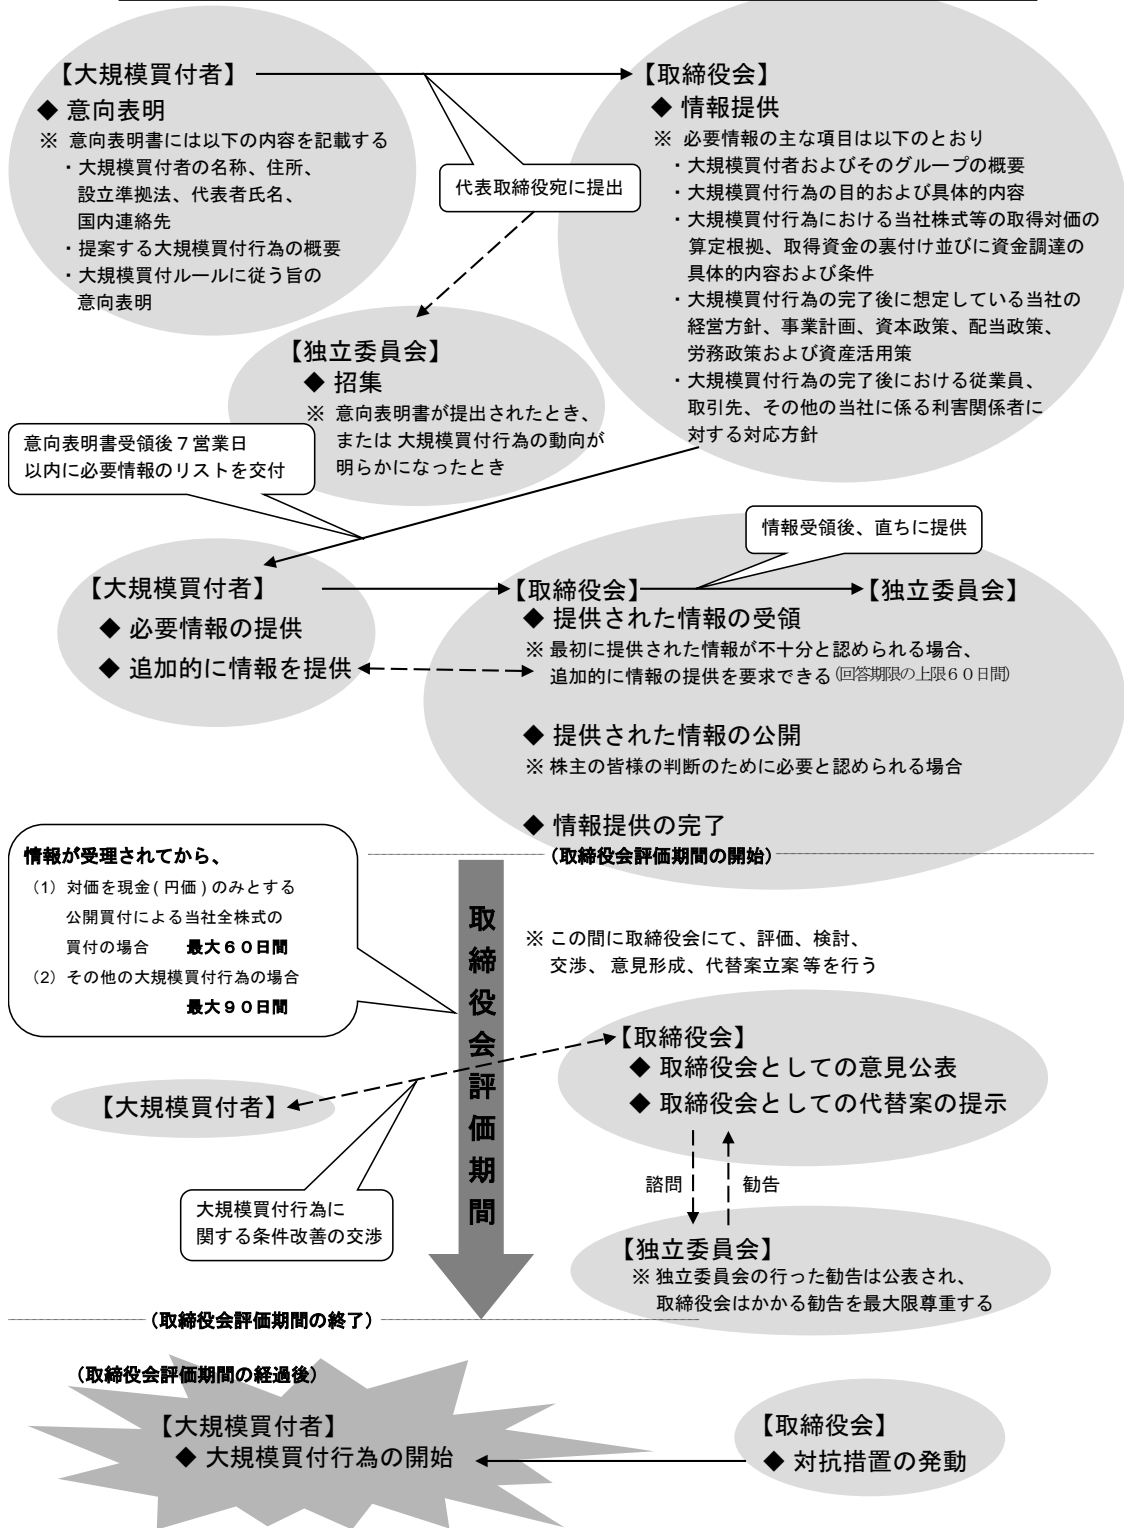 【大規模買付者】
◆ 意向表明
※ 意向表明書には以下の内容を記載する
・大規模買付者の名称、住所、
設立準拠法、代表者氏名、
国内連絡先
・提案する大規模買付行為の概要
・大規模買付ルールに従う旨の
意向表明
代表取締役宛に提出
【取締役会】
◆ 情報提供
※ 必要情報の主な項目は以下のとおり
・大規模買付者およびそのグループの概要
・大規模買付行為の目的および具体的内容
・大規模買付行為における当社株式等の取得対価の
算定根拠、取得資金の裏付け並びに資金調達の
具体的内容および条件
・大規模買付行為の完了後に想定している当社の
経営方針、事業計画、資本政策、配当政策、
労務政策および資産活用策
・大規模買付行為の完了後における従業員、
取引先、その他の当社に係る利害関係者に
対する対応方針
【独立委員会】
◆ 招集
※ 意向表明書が提出されたとき、
または 大規模買付行為の動向が
明らかになったとき
意向表明書受領後７営業日
以内に必要情報のリストを交付
情報受領後、直ちに提供
【大規模買付者】
◆ 必要情報の提供
◆ 追加的に情報を提供
【取締役会】
【独立委員会】
◆ 提供された情報の受領
※ 最初に提供された情報が不十分と認められる場合、
追加的に情報の提供を要求できる(回答期限の上限６０日間)
◆ 提供された情報の公開
※ 株主の皆様の判断のために必要と認められる場合
◆ 情報提供の完了
（取締役会評価期間の開始）
情報が受理されてから、
（1）対価を現金(円価)のみとする
公開買付による当社全株式の
買付の場合　最大６０日間
（2）その他の大規模買付行為の場合
最大９０日間
取締役会評価期間
※ この間に取締役会にて、評価、検討、
交渉、意見形成、代替案立案等を行う
【取締役会】
◆ 取締役会としての意見公表
◆ 取締役会としての代替案の提示
【大規模買付者】
諮問
勧告
大規模買付行為に
関する条件改善の交渉
【独立委員会】
※ 独立委員会の行った勧告は公表され、
取締役会はかかる勧告を最大限尊重する
（取締役会評価期間の終了）
（取締役会評価期間の経過後）
【大規模買付者】
◆ 大規模買付行為の開始
【取締役会】
◆ 対抗措置の発動